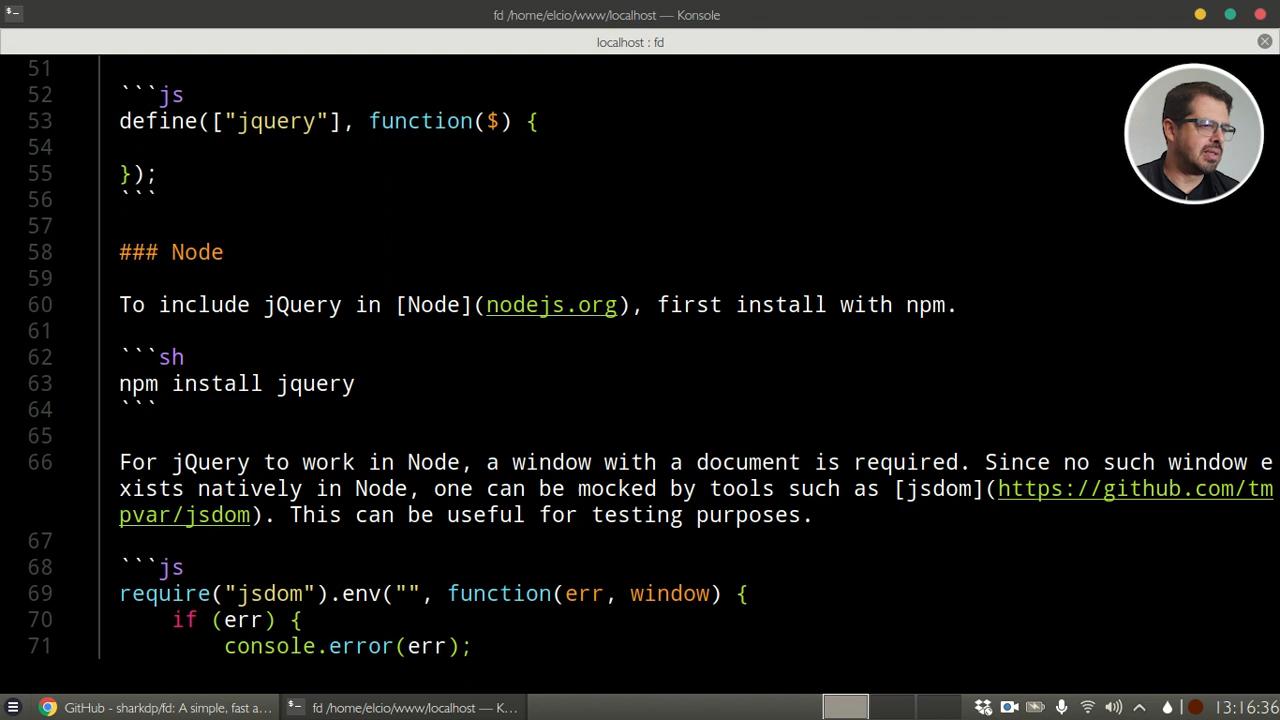 fd /home/elcio/www/localhost — Konsole
localhost : fd
51
52 ```js
53 define(["jquery"], function($) {
54
55 });
56 ```
57
58 ### Node
59
60 To include jQuery in [Node](nodejs.org), first install with npm.
61
62 ```sh
63 npm install jquery
64 ```
65
66 For jQuery to work in Node, a window with a document is required. Since no such window e
xists natively in Node, one can be mocked by tools such as [jsdom](https://github.com/tm
pvar/jsdom). This can be useful for testing purposes.
67
68 ```js
69 require("jsdom").env("", function(err, window) {
70 if (err) {
71 console.error(err);
GitHub - sharkdp/fd: A simple, fast a... fd /home/elcio/www/localhost — K... 13:16:36